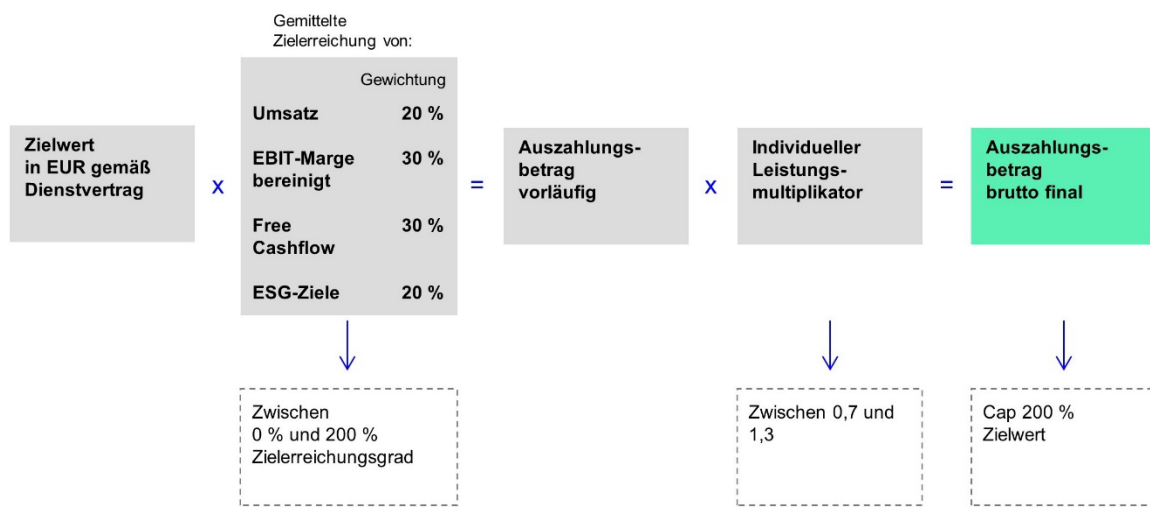 Gemittelte
Zielerreichung von:
Zielwert
in EUR gemäß
Dienstvertrag
x
Gewichtung
Umsatz 20 %
EBIT-Marge 30 %
bereinigt
Free 30 %
Cashflow
ESG-Ziele 20 %
=
Auszahlungs-
betrag
vorläufig
x
Individueller
Leistungs-
multiplikator
=
Auszahlungs-
betrag
brutto final
Zwischen
0 % und 200 %
Zielerreichungsgrad
Zwischen 0,7 und
1,3
Cap 200 %
Zielwert